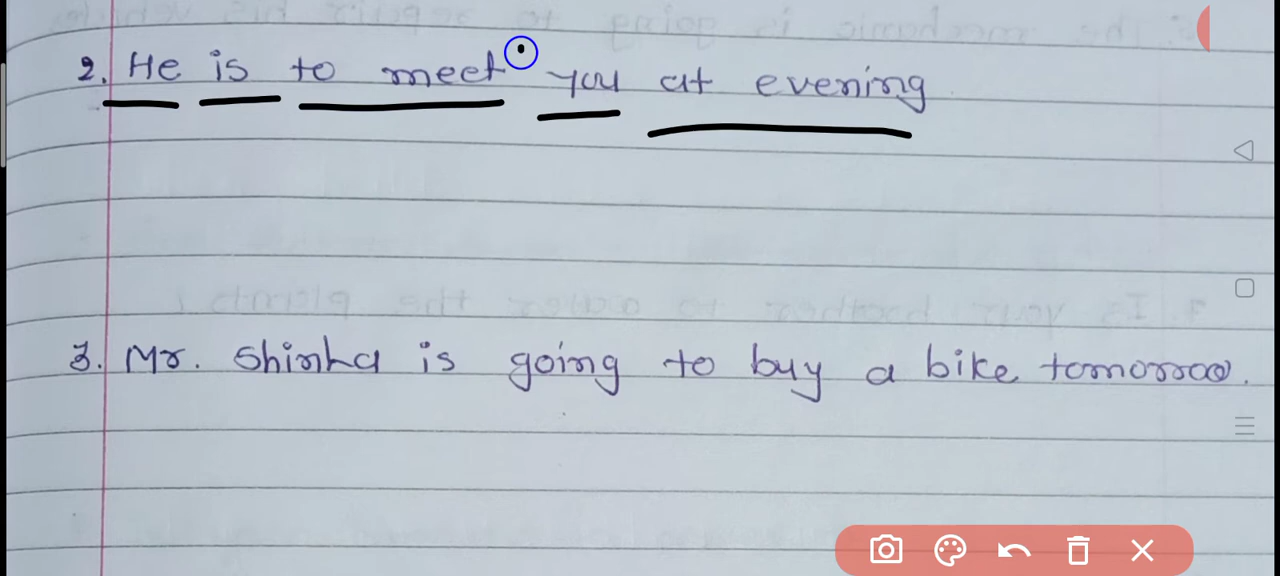 2. He is to meet you at evening
3. Mr. Shinha is going to buy a bike tomorrow.